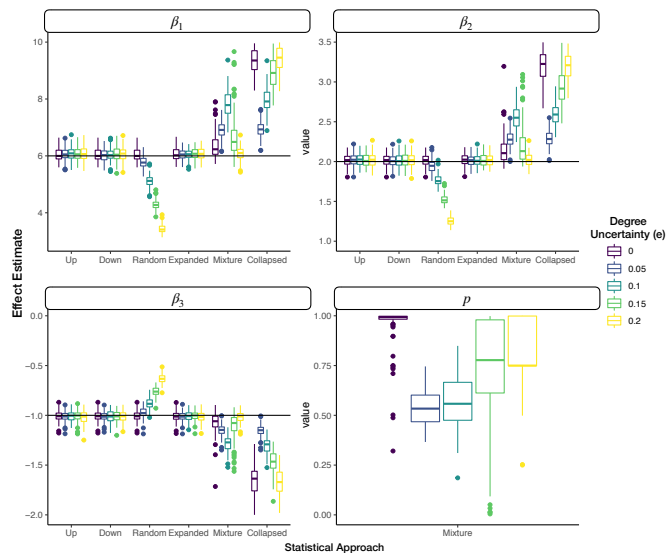 β1
β2
Effect Estimate
10
8
6
4
Up Down Random Expanded Mixture Collapsed
value
3.5
3.0
2.5
2.0
1.5
1.0
Up Down Random Expanded Mixture Collapsed
Degree
Uncertainty (e)
0
0.05
0.1
0.15
0.2
β3
p
0.0
−0.5
−1.0
−1.5
−2.0
Up Down Random Expanded Mixture Collapsed
value
1.00
0.75
0.50
0.25
0.00
Mixture
Statistical Approach